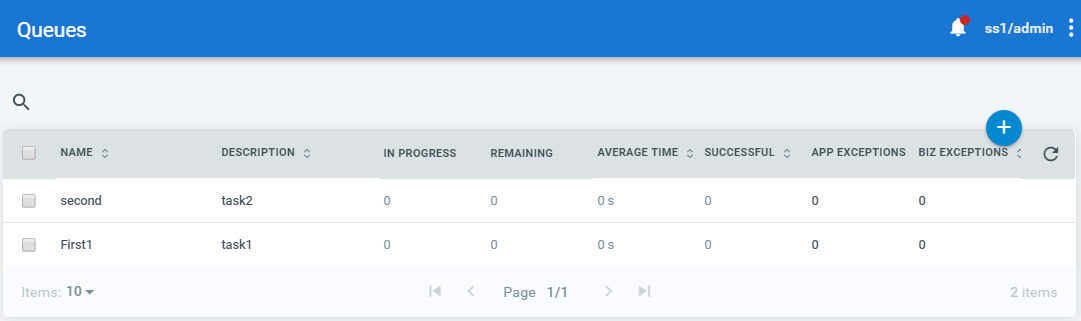 Queues
ss1/admin
NAME DESCRIPTION IN PROGRESS REMAINING AVERAGE TIME SUCCESSFUL APP EXCEPTIONS BIZ EXCEPTIONS
second task2 0 0 0 s 0 0 0
First1 task1 0 0 0 s 0 0 0
Items: 10 Page 1/1 2 items